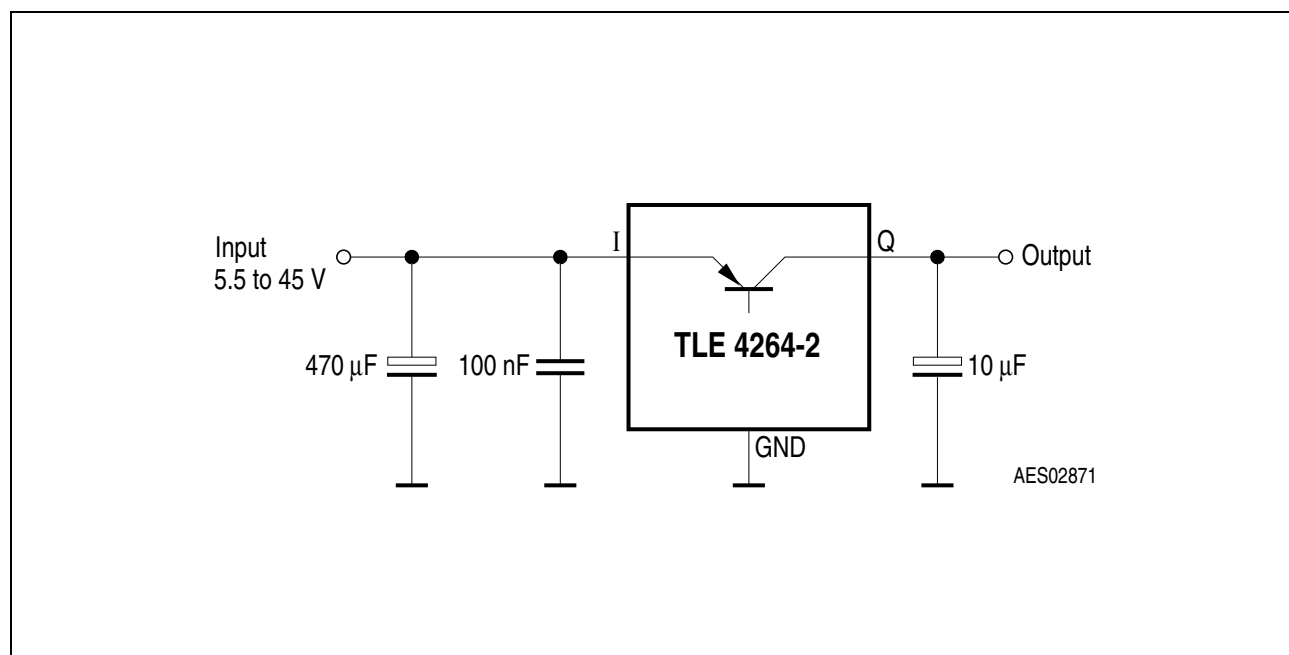 Input
5.5 to 45 V
I
Q
Output
TLE 4264-2
470 μF
100 nF
10 μF
GND
AES02871